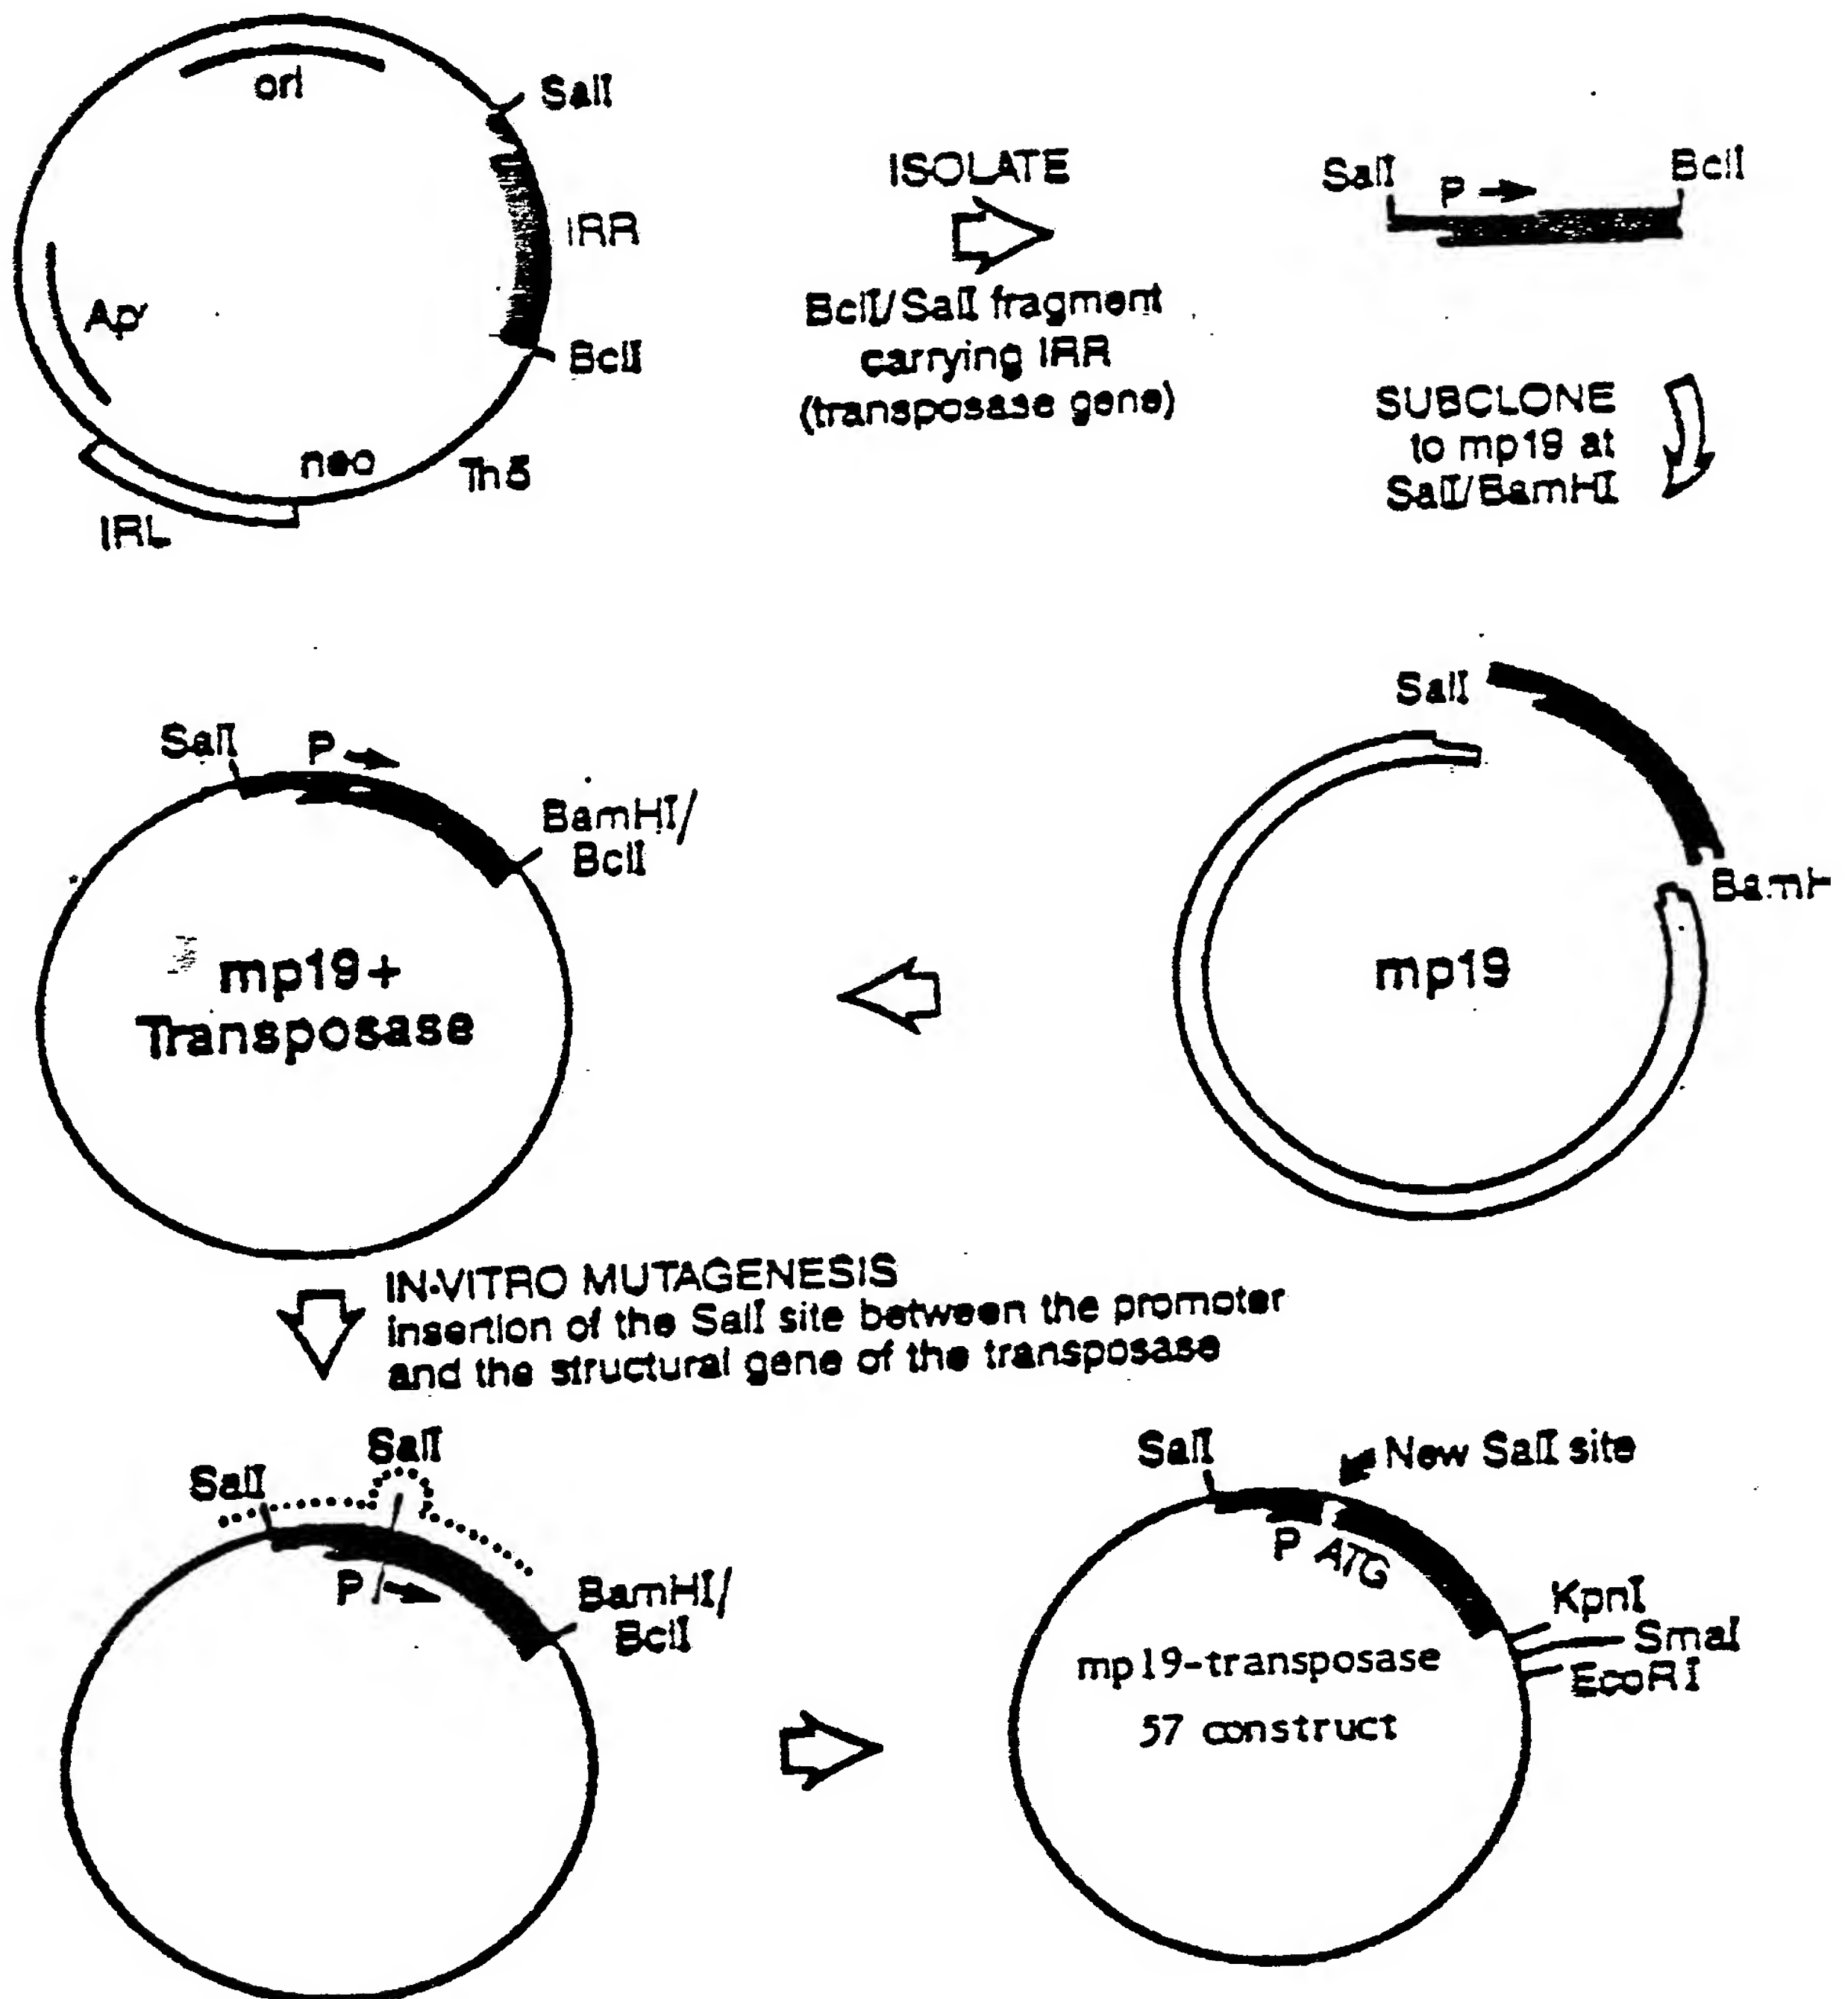 ori
SalI
IRR
Ap
BclI
neo
Tn5
IRL
ISOLATE
BclI/SalI fragment
carrying IRR
(transposase gene)
SalI
P
BclI
SUBCLONE
to mp19 at
SalI/BamHI
SalI
P
BamHI/
BclI
mp19+
Transposase
SalI
BamH
mp19
IN-VITRO MUTAGENESIS
insertion of the SalI site between the promoter
and the structural gene of the transposase
SalI
SalI
P
BamHI/
BclI
SalI
New SalI site
P ATG
KpnI
SmaI
EcoRI
mp19-transposase
57 construct